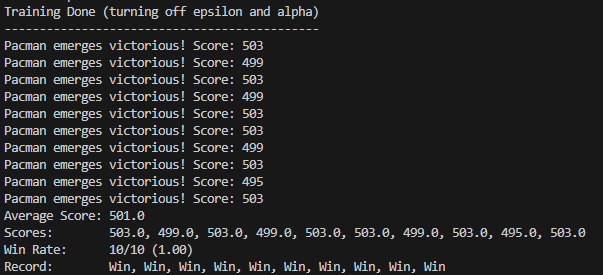 Training Done (turning off epsilon and alpha)
---------------------------------------------
Pacman emerges victorious! Score: 503
Pacman emerges victorious! Score: 499
Pacman emerges victorious! Score: 503
Pacman emerges victorious! Score: 499
Pacman emerges victorious! Score: 503
Pacman emerges victorious! Score: 503
Pacman emerges victorious! Score: 499
Pacman emerges victorious! Score: 503
Pacman emerges victorious! Score: 495
Pacman emerges victorious! Score: 503
Average Score: 501.0
Scores:        503.0, 499.0, 503.0, 499.0, 503.0, 503.0, 499.0, 503.0, 495.0, 503.0
Win Rate:      10/10 (1.00)
Record:        Win, Win, Win, Win, Win, Win, Win, Win, Win, Win